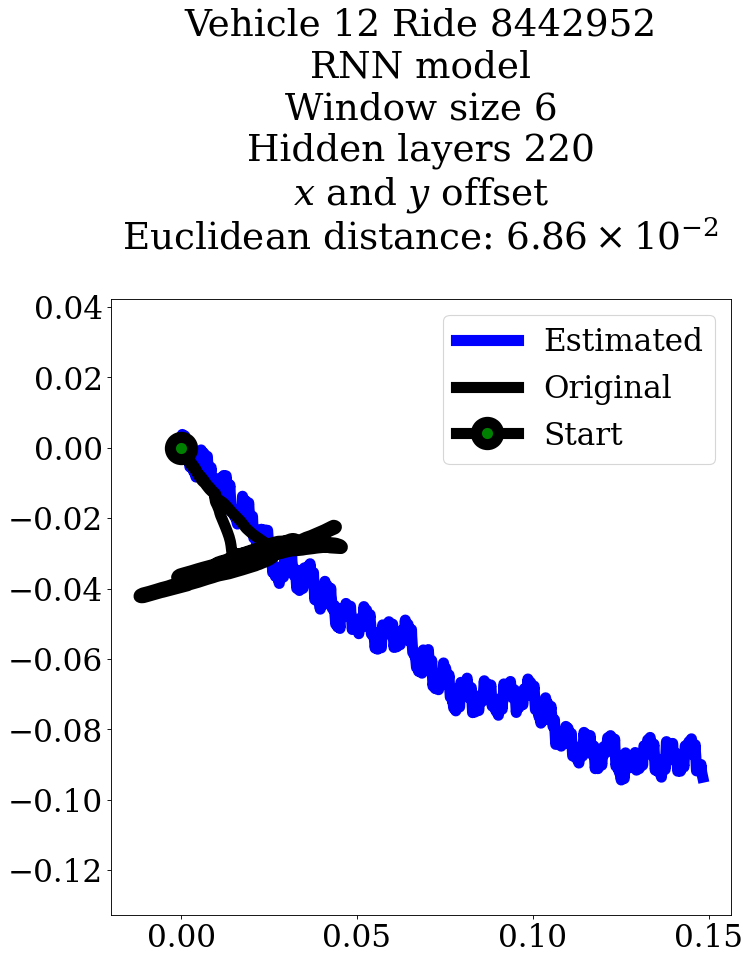 Vehicle 12 Ride 8442952
RNN model
Window size 6
Hidden layers 220
x and y offset
Euclidean distance: 6.86 × 10⁻²
Estimated
Original
Start
0.04
0.02
0.00
−0.02
−0.04
−0.06
−0.08
−0.10
−0.12
0.00 0.05 0.10 0.15